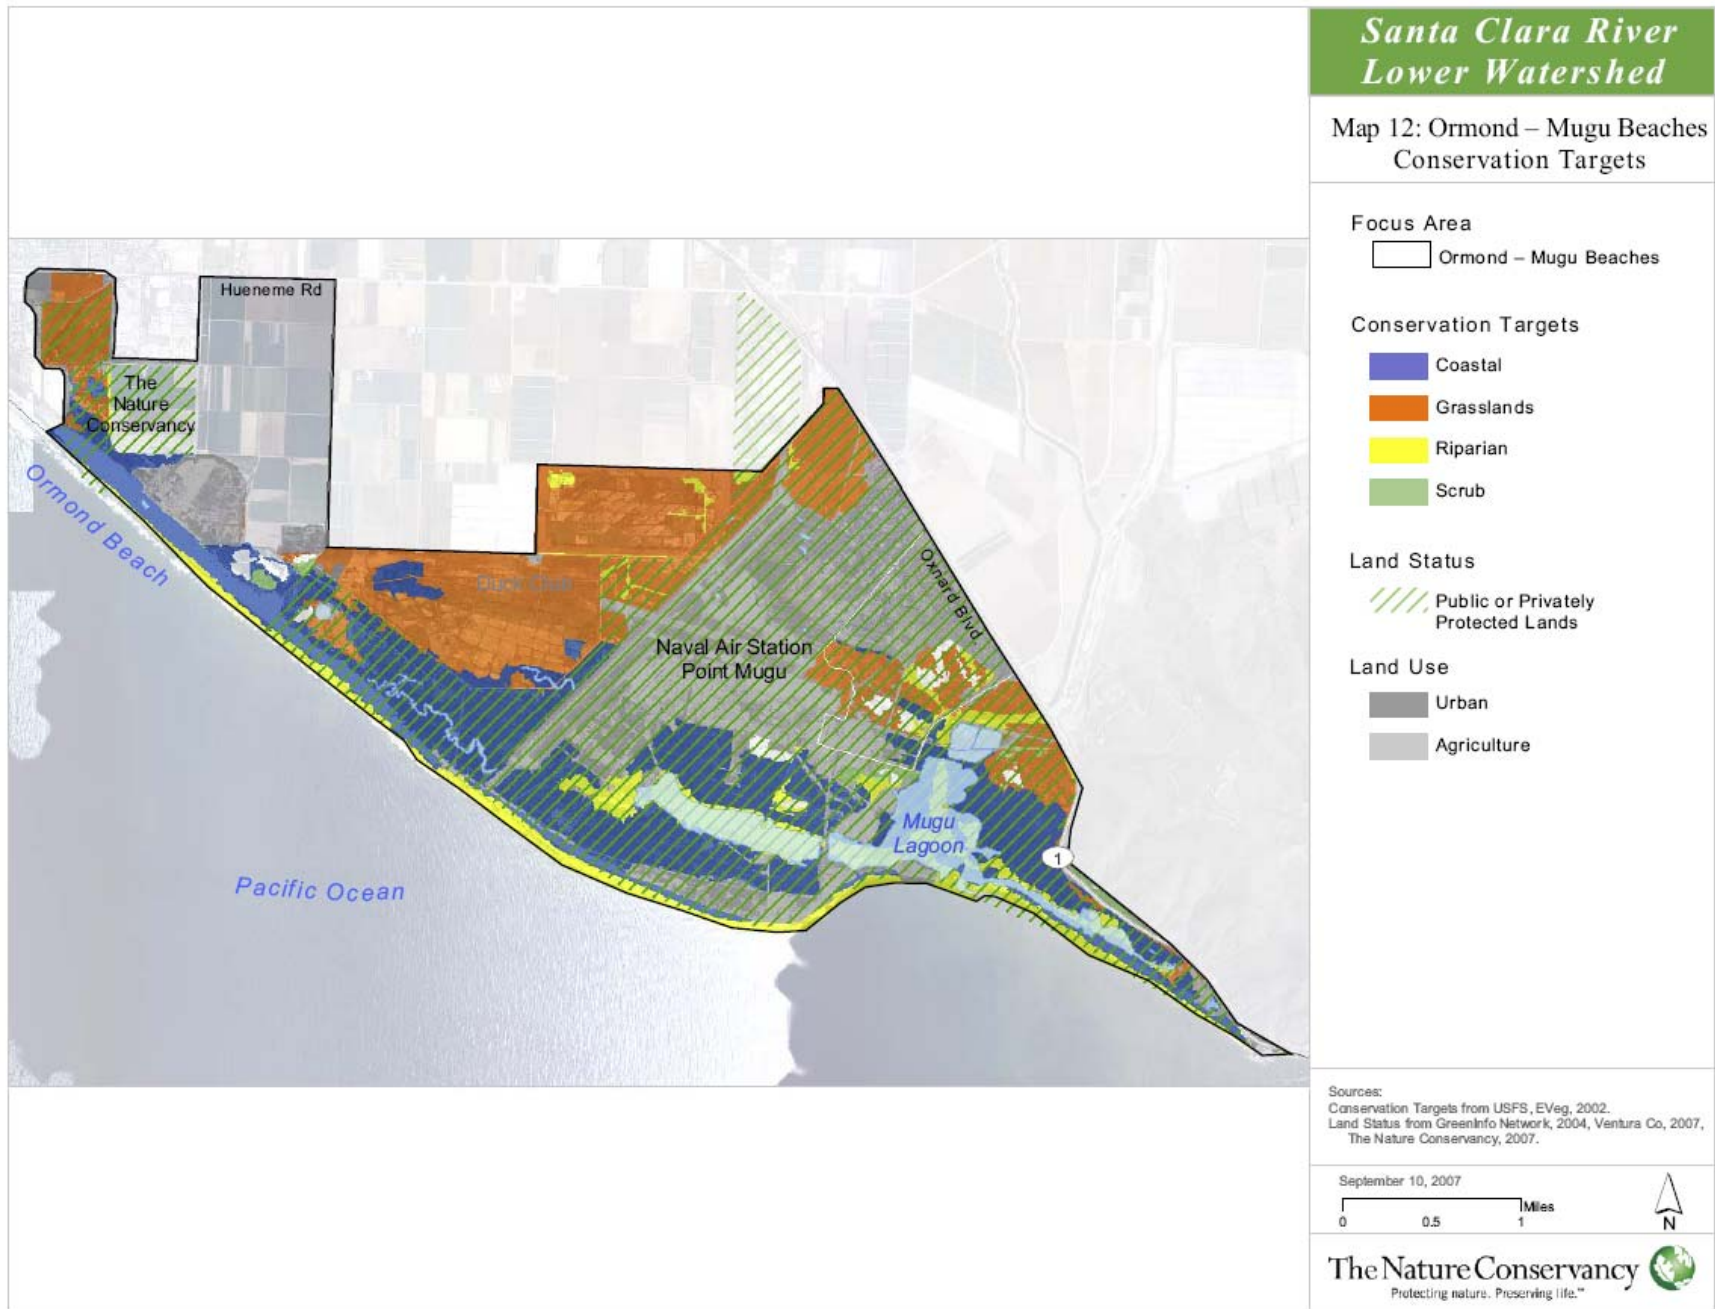 Santa Clara River
Lower Watershed
Map 12: Ormond – Mugu Beaches
Conservation Targets
Focus Area
Ormond – Mugu Beaches
Conservation Targets
Coastal
Grasslands
Riparian
Scrub
Land Status
Public or Privately
Protected Lands
Land Use
Urban
Agriculture
Hueneme Rd
The
Nature
Conservancy
Ormond Beach
Duck Club
Oxnard Blvd.
Naval Air Station
Point Mugu
Mugu
Lagoon
1
Pacific Ocean
Sources:
Conservation Targets from USFS, EVeg, 2002.
Land Status from GreenInfo Network, 2004, Ventura Co, 2007,
The Nature Conservancy, 2007.
September 10, 2007
Miles
0 0.5 1
N
The Nature Conservancy
Protecting nature. Preserving life.™